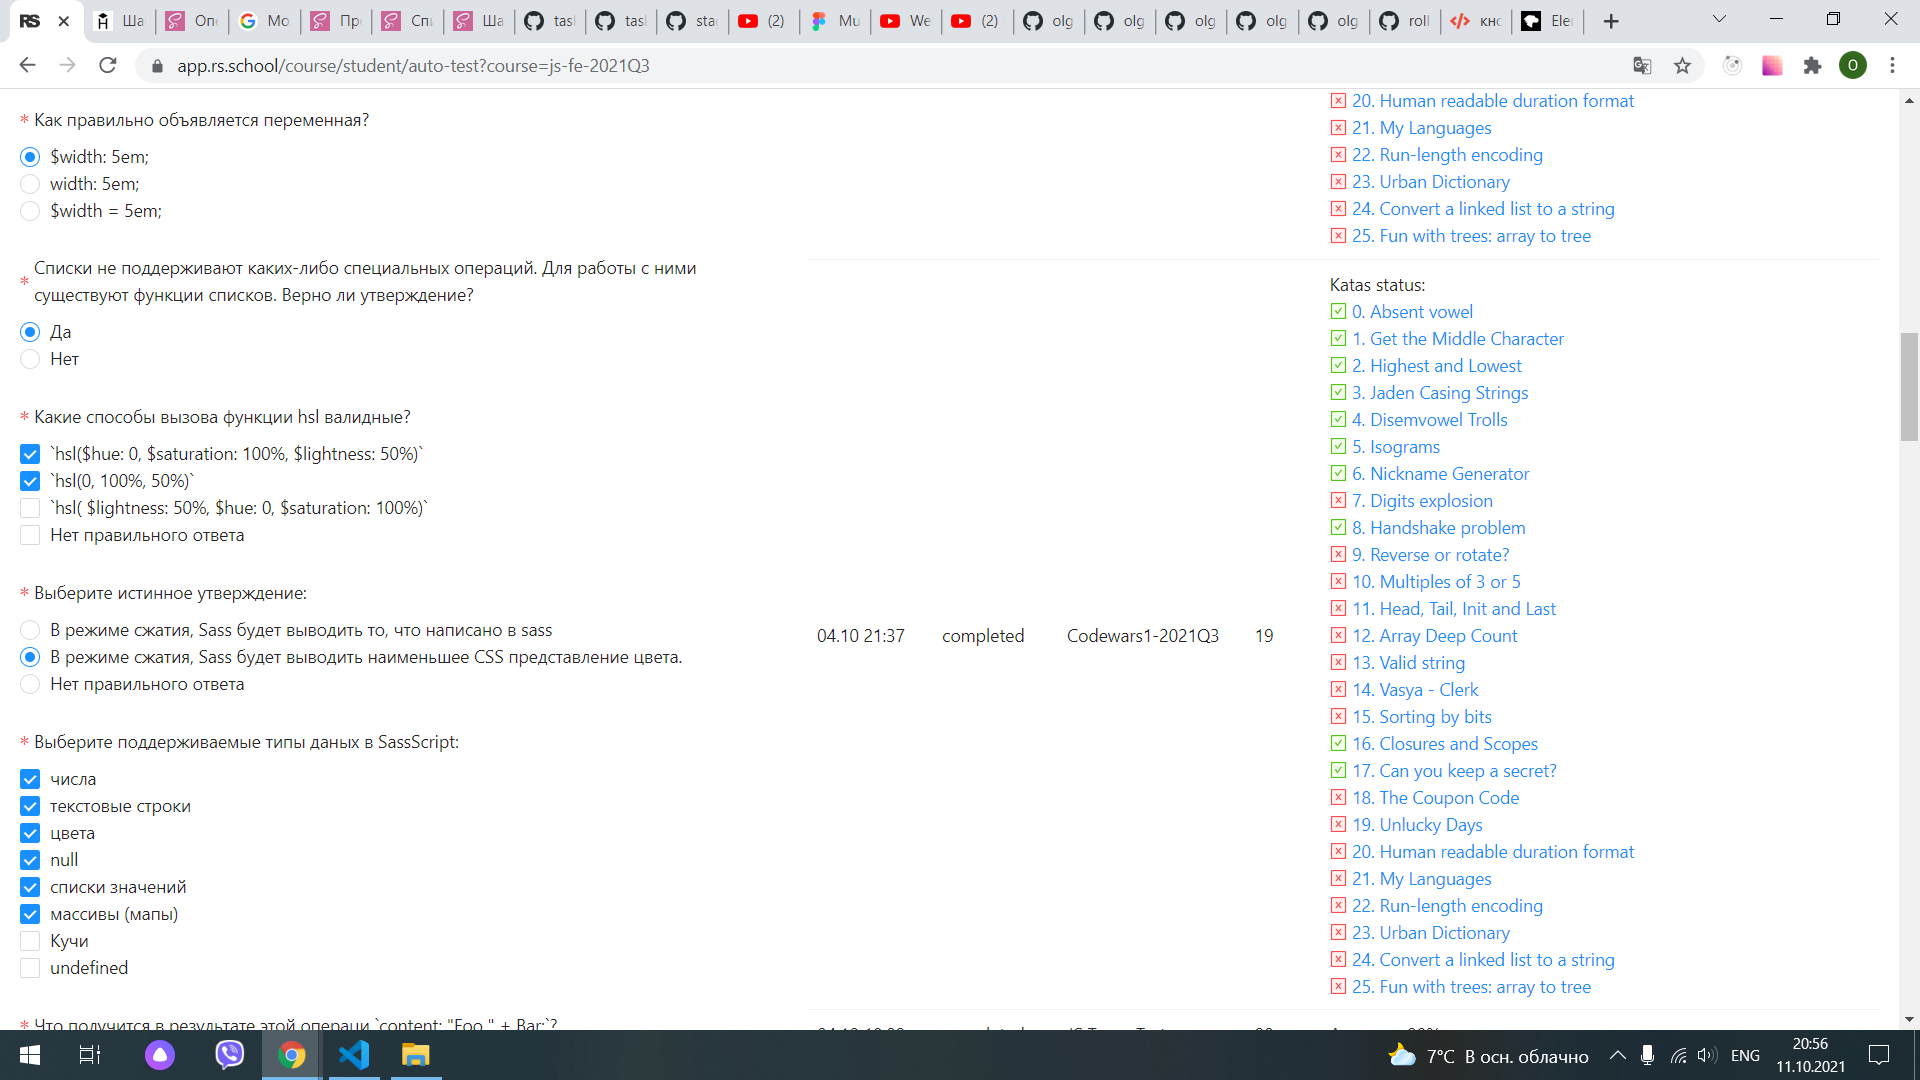 RS
Ша
Опе
Мо
Пр
Спи
Ша
tas
tas
sta
(2)
Mu
We
(2)
olg
olg
olg
olg
olg
roll
кно
Eler
app.rs.school/course/student/auto-test?course=js-fe-2021Q3
O
* Как правильно объявляется переменная?
$width: 5em;
width: 5em;
$width = 5em;
* Списки не поддерживают каких-либо специальных операций. Для работы с ними
существуют функции списков. Верно ли утверждение?
Да
Нет
* Какие способы вызова функции hsl валидные?
`hsl($hue: 0, $saturation: 100%, $lightness: 50%)`
`hsl(0, 100%, 50%)`
`hsl( $lightness: 50%, $hue: 0, $saturation: 100%)`
Нет правильного ответа
* Выберите истинное утверждение:
В режиме сжатия, Sass будет выводить то, что написано в sass
В режиме сжатия, Sass будет выводить наименьшее CSS представление цвета.
Нет правильного ответа
* Выберите поддерживаемые типы даных в SassScript:
числа
текстовые строки
цвета
null
списки значений
массивы (мапы)
Кучи
undefined
* Что получится в результате этой операци `content: "Foo " + Bar;`?
20. Human readable duration format
21. My Languages
22. Run-length encoding
23. Urban Dictionary
24. Convert a linked list to a string
25. Fun with trees: array to tree
04.10 21:37 completed Codewars1-2021Q3 19
Katas status:
0. Absent vowel
1. Get the Middle Character
2. Highest and Lowest
3. Jaden Casing Strings
4. Disemvowel Trolls
5. Isograms
6. Nickname Generator
7. Digits explosion
8. Handshake problem
9. Reverse or rotate?
10. Multiples of 3 or 5
11. Head, Tail, Init and Last
12. Array Deep Count
13. Valid string
14. Vasya - Clerk
15. Sorting by bits
16. Closures and Scopes
17. Can you keep a secret?
18. The Coupon Code
19. Unlucky Days
20. Human readable duration format
21. My Languages
22. Run-length encoding
23. Urban Dictionary
24. Convert a linked list to a string
25. Fun with trees: array to tree
7°C В осн. облачно
ENG
20:56
11.10.2021